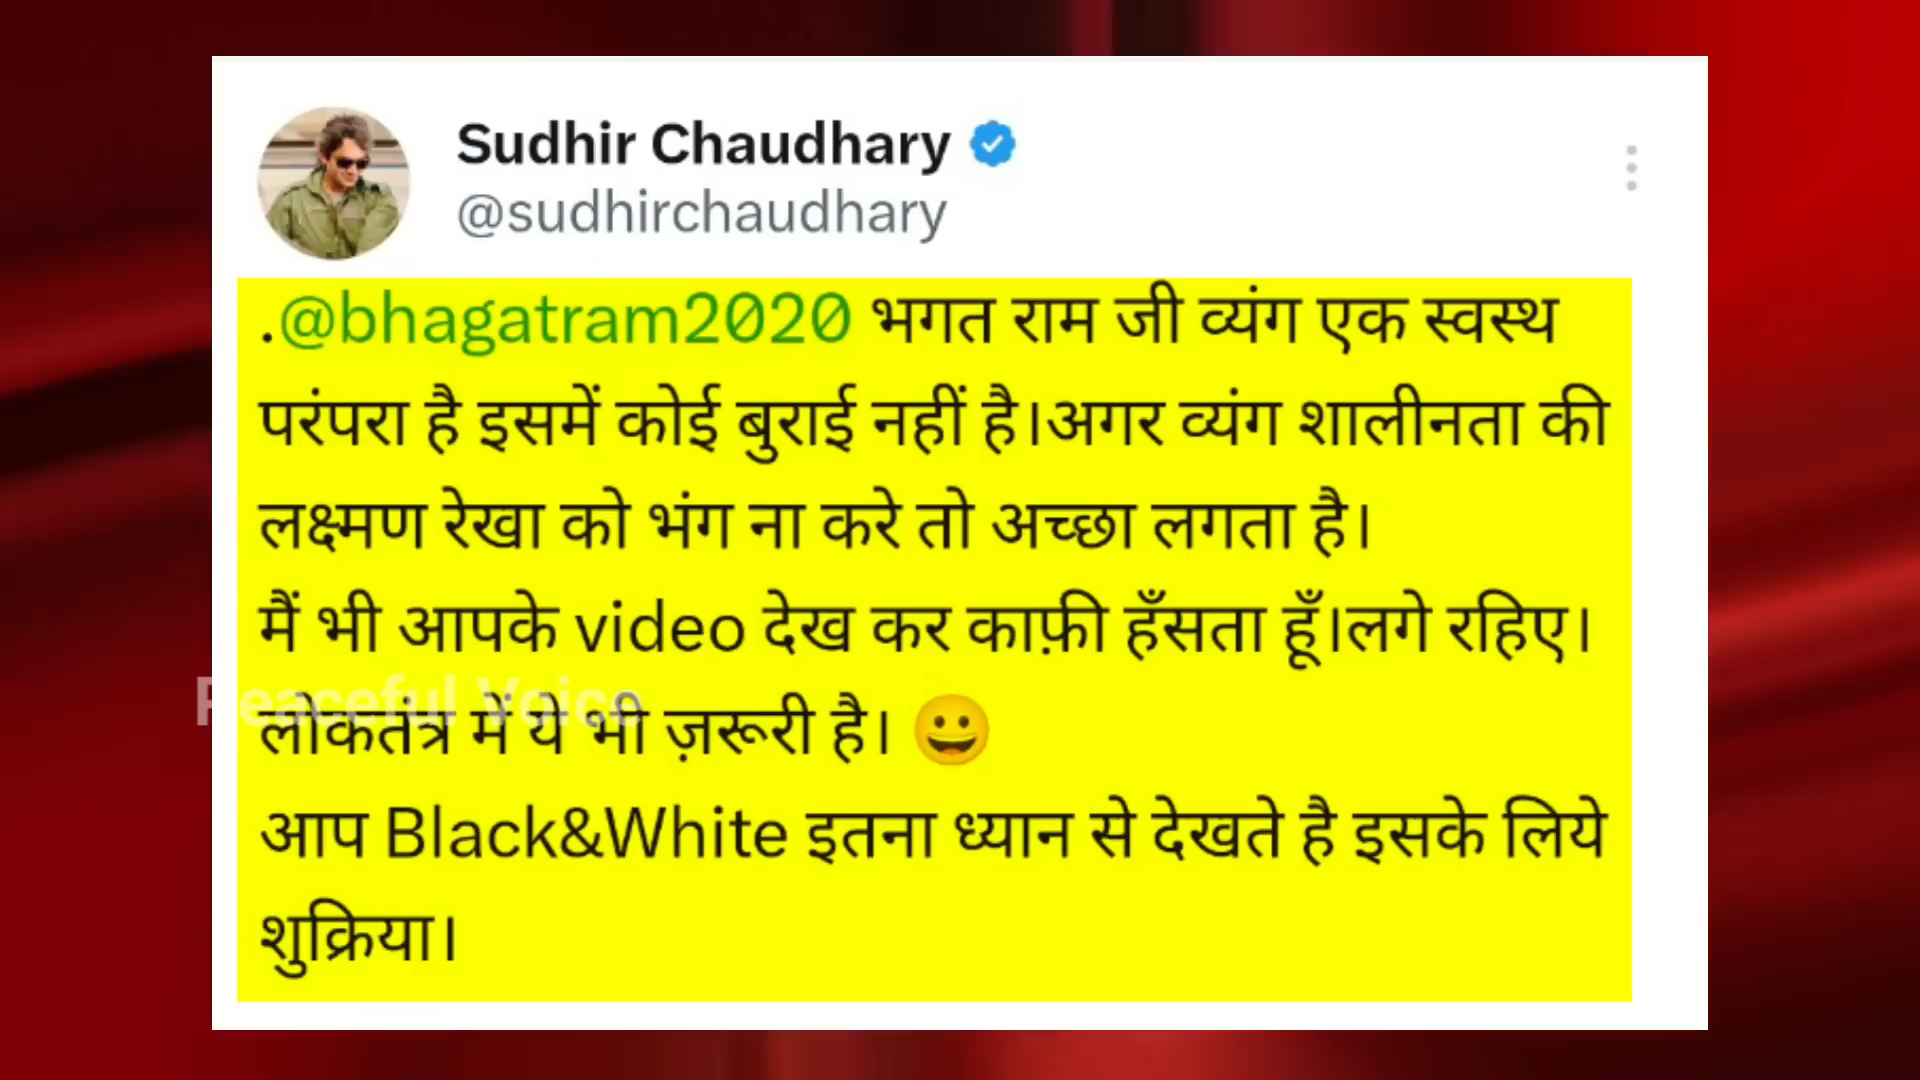 Sudhir Chaudhary
@sudhirchaudhary
.@bhagatram2020 भगत राम जी व्यंग एक स्वस्थ
परंपरा है इसमें कोई बुराई नहीं है।अगर व्यंग शालीनता की
लक्ष्मण रेखा को भंग ना करे तो अच्छा लगता है।
मैं भी आपके video देख कर काफ़ी हँसता हूँ।लगे रहिए।
Peaceful Voice
लोकतंत्र में ये भी ज़रूरी है। 😀
आप Black&White इतना ध्यान से देखते है इसके लिये
शुक्रिया।